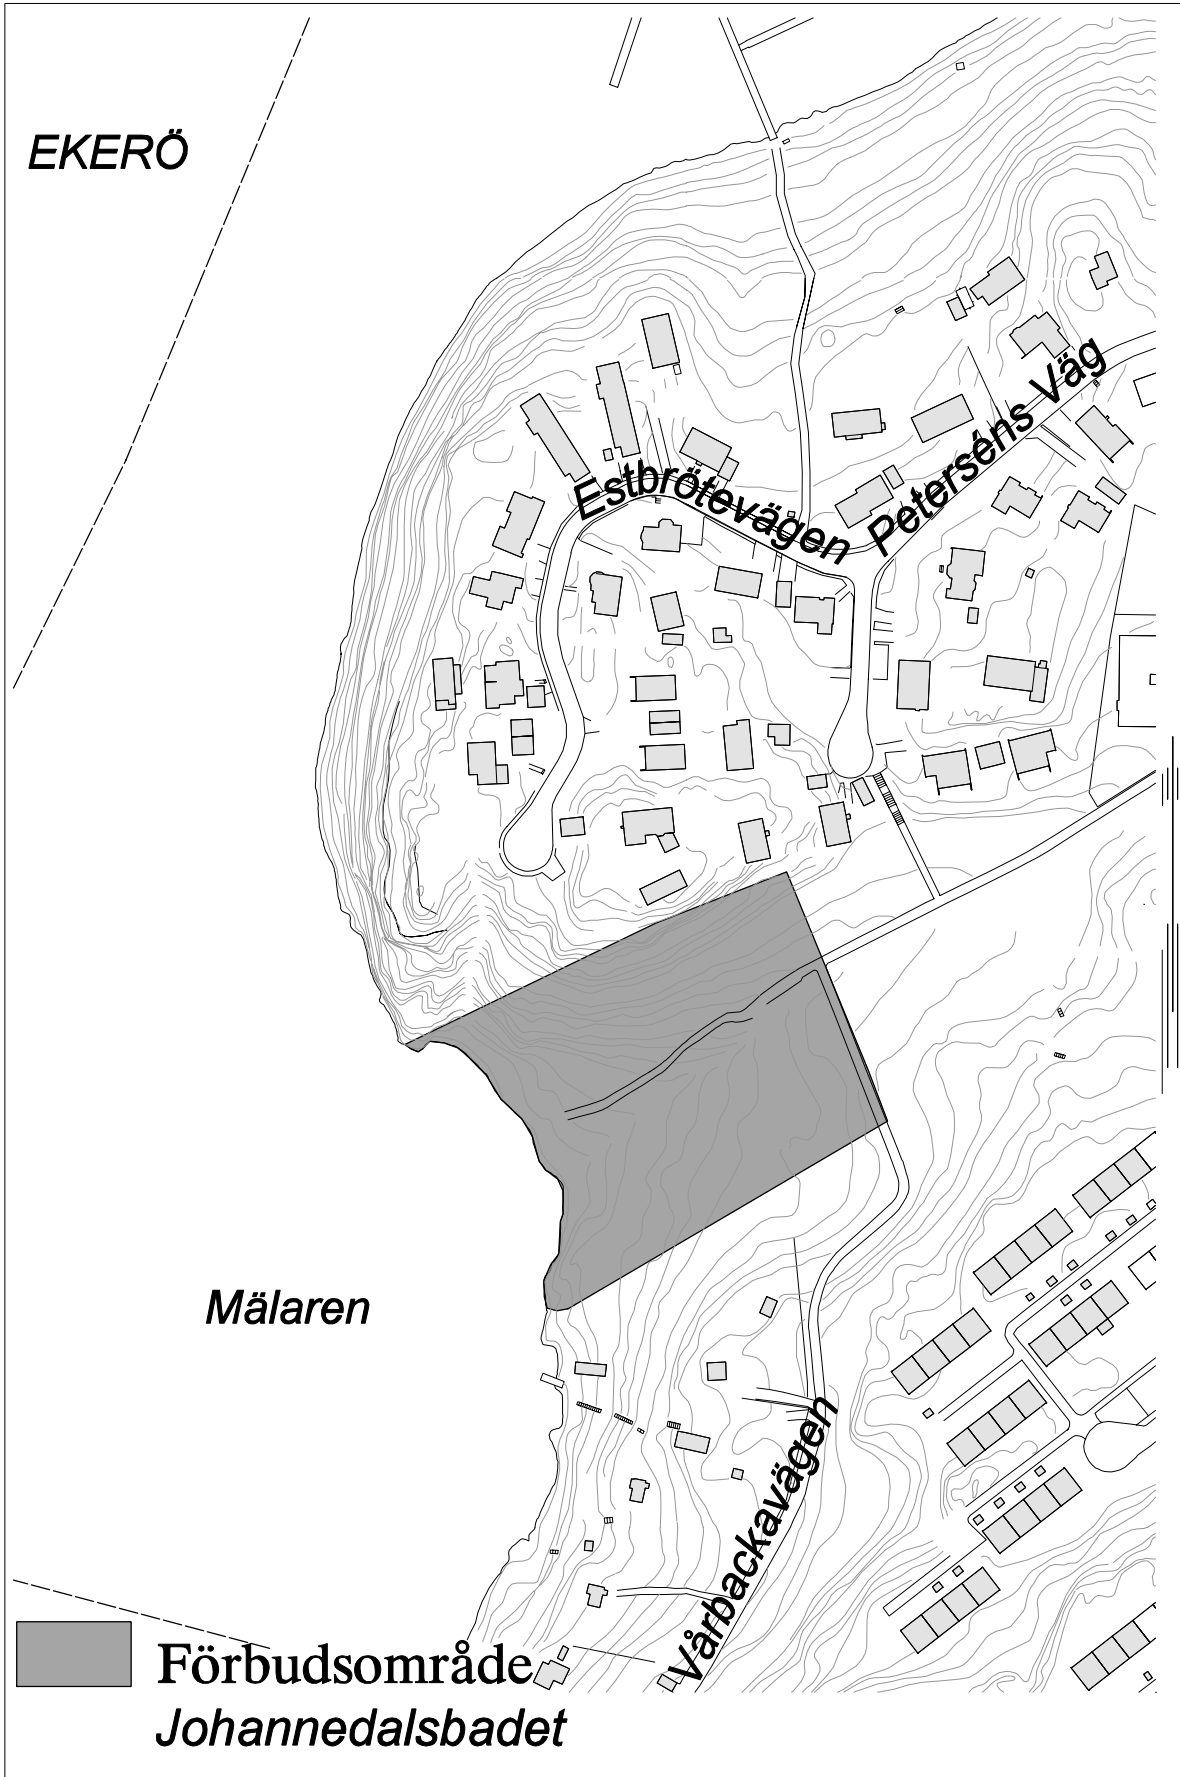 EKERÖ
Peterséns Väg
Estbrötevägen
Mälaren
Vårbackavägen
Förbudsområde
Johannedalsbadet